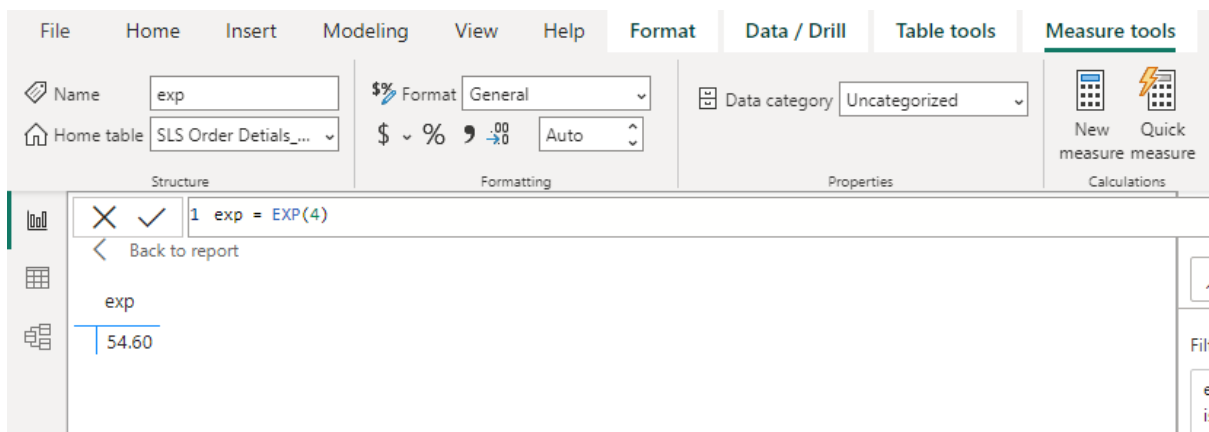 File Home Insert Modeling View Help Format Data / Drill Table tools Measure tools
Name exp
Home table SLS Order Detials_...
Structure
$% Format General
$ % 9 .00 Auto
Formatting
Data category Uncategorized
Properties
New measure
Quick measure
Calculations
1 exp = EXP(4)
Back to report
exp
54.60
Fil